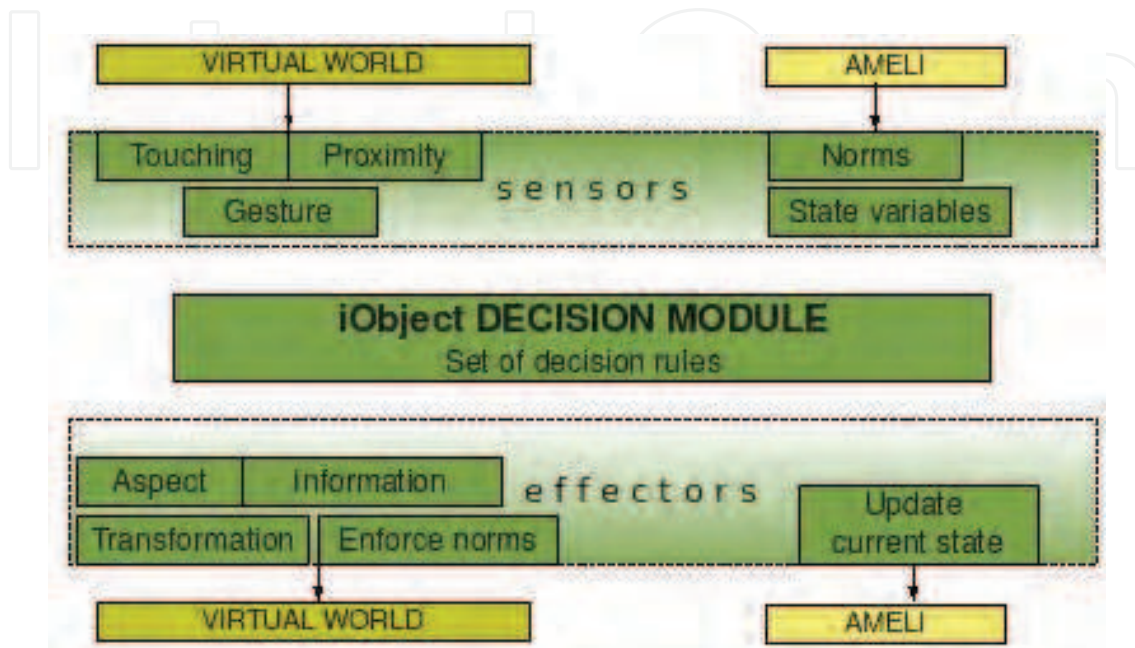 VIRTUAL WORLD
AMELI
Touching
Proximity
Gesture
sensors
Norms
State variables
iObject DECISION MODULE
Set of decision rules
Aspect
Information
Transformation
Enforce norms
effectors
Update
current state
VIRTUAL WORLD
AMELI